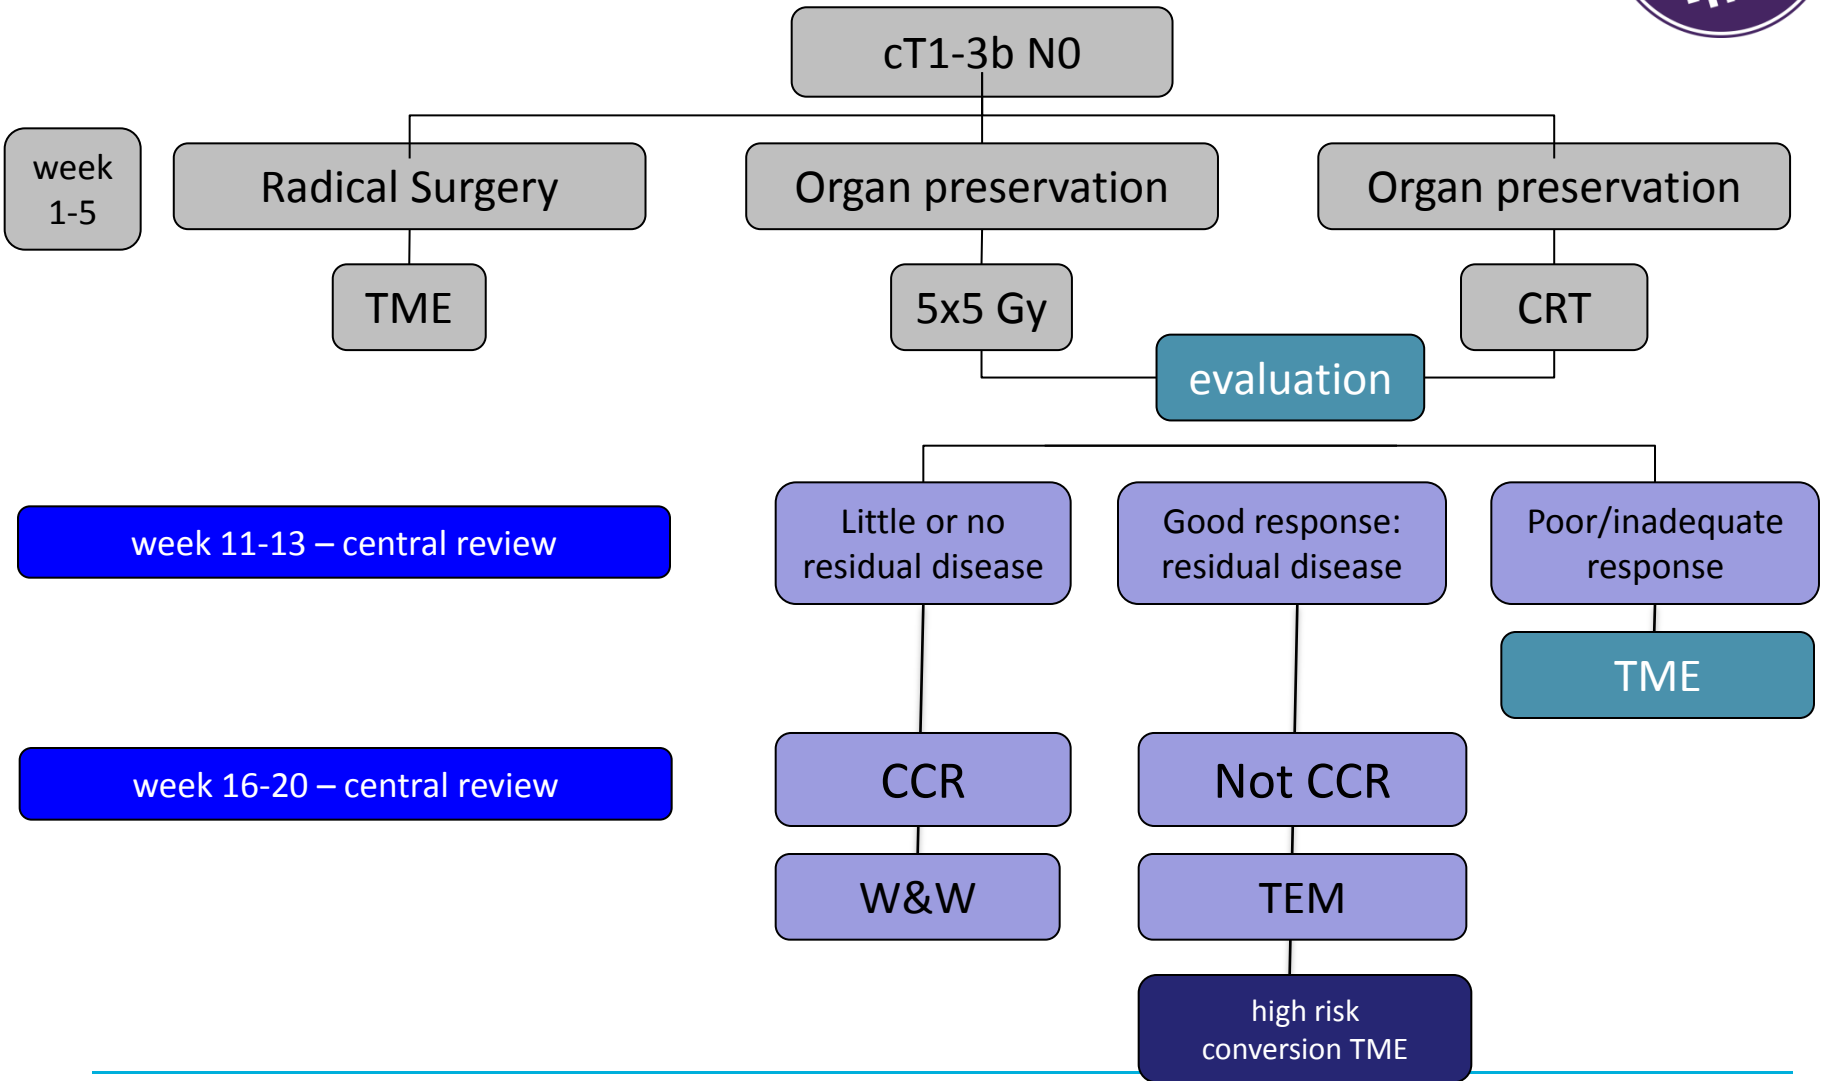 cT1-3b N0
week
1-5
Radical Surgery
Organ preservation
Organ preservation
TME
5x5 Gy
CRT
evaluation
week 11-13 – central review
Little or no
residual disease
Good response:
residual disease
Poor/inadequate
response
TME
week 16-20 – central review
CCR
Not CCR
W&W
TEM
high risk
conversion TME